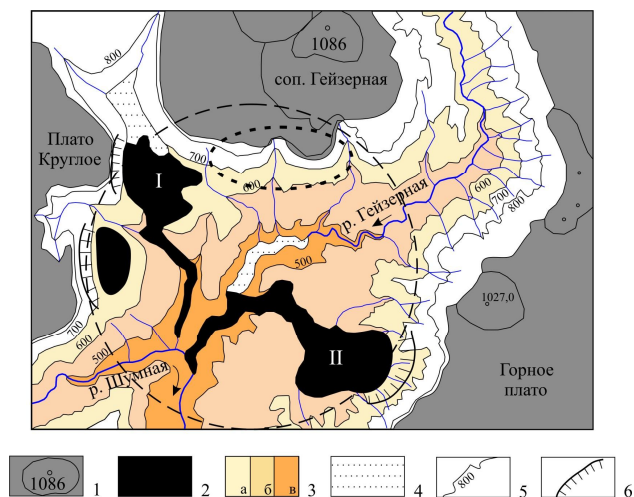 800
1086
соп. Гейзерная
Плато
Круглое
I
700
600
р. Гейзерная
600
700
800
500
1027,0
700
600
500
II
р. Шумная
Горное
плато
1086
1
2
а
б
в
3
4
800
5
6